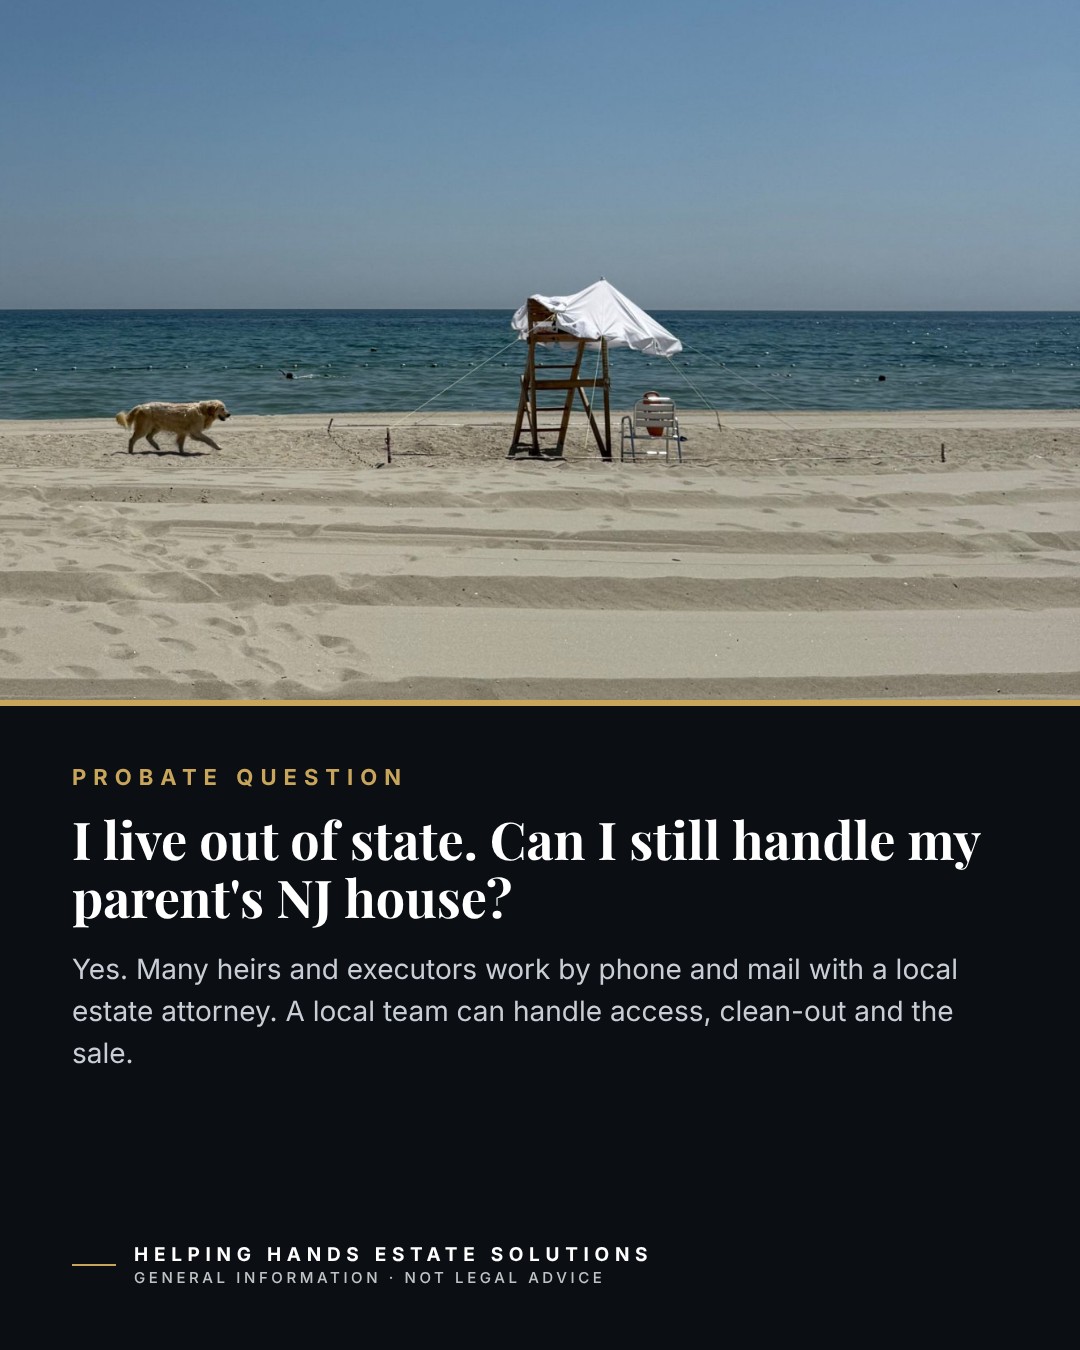 PROBATE QUESTION
I live out of state. Can I still handle my
parent's NJ house?
Yes. Many heirs and executors work by phone and mail with a local
estate attorney. A local team can handle access, clean-out and the
sale.
HELPING HANDS ESTATE SOLUTIONS
GENERAL INFORMATION · NOT LEGAL ADVICE